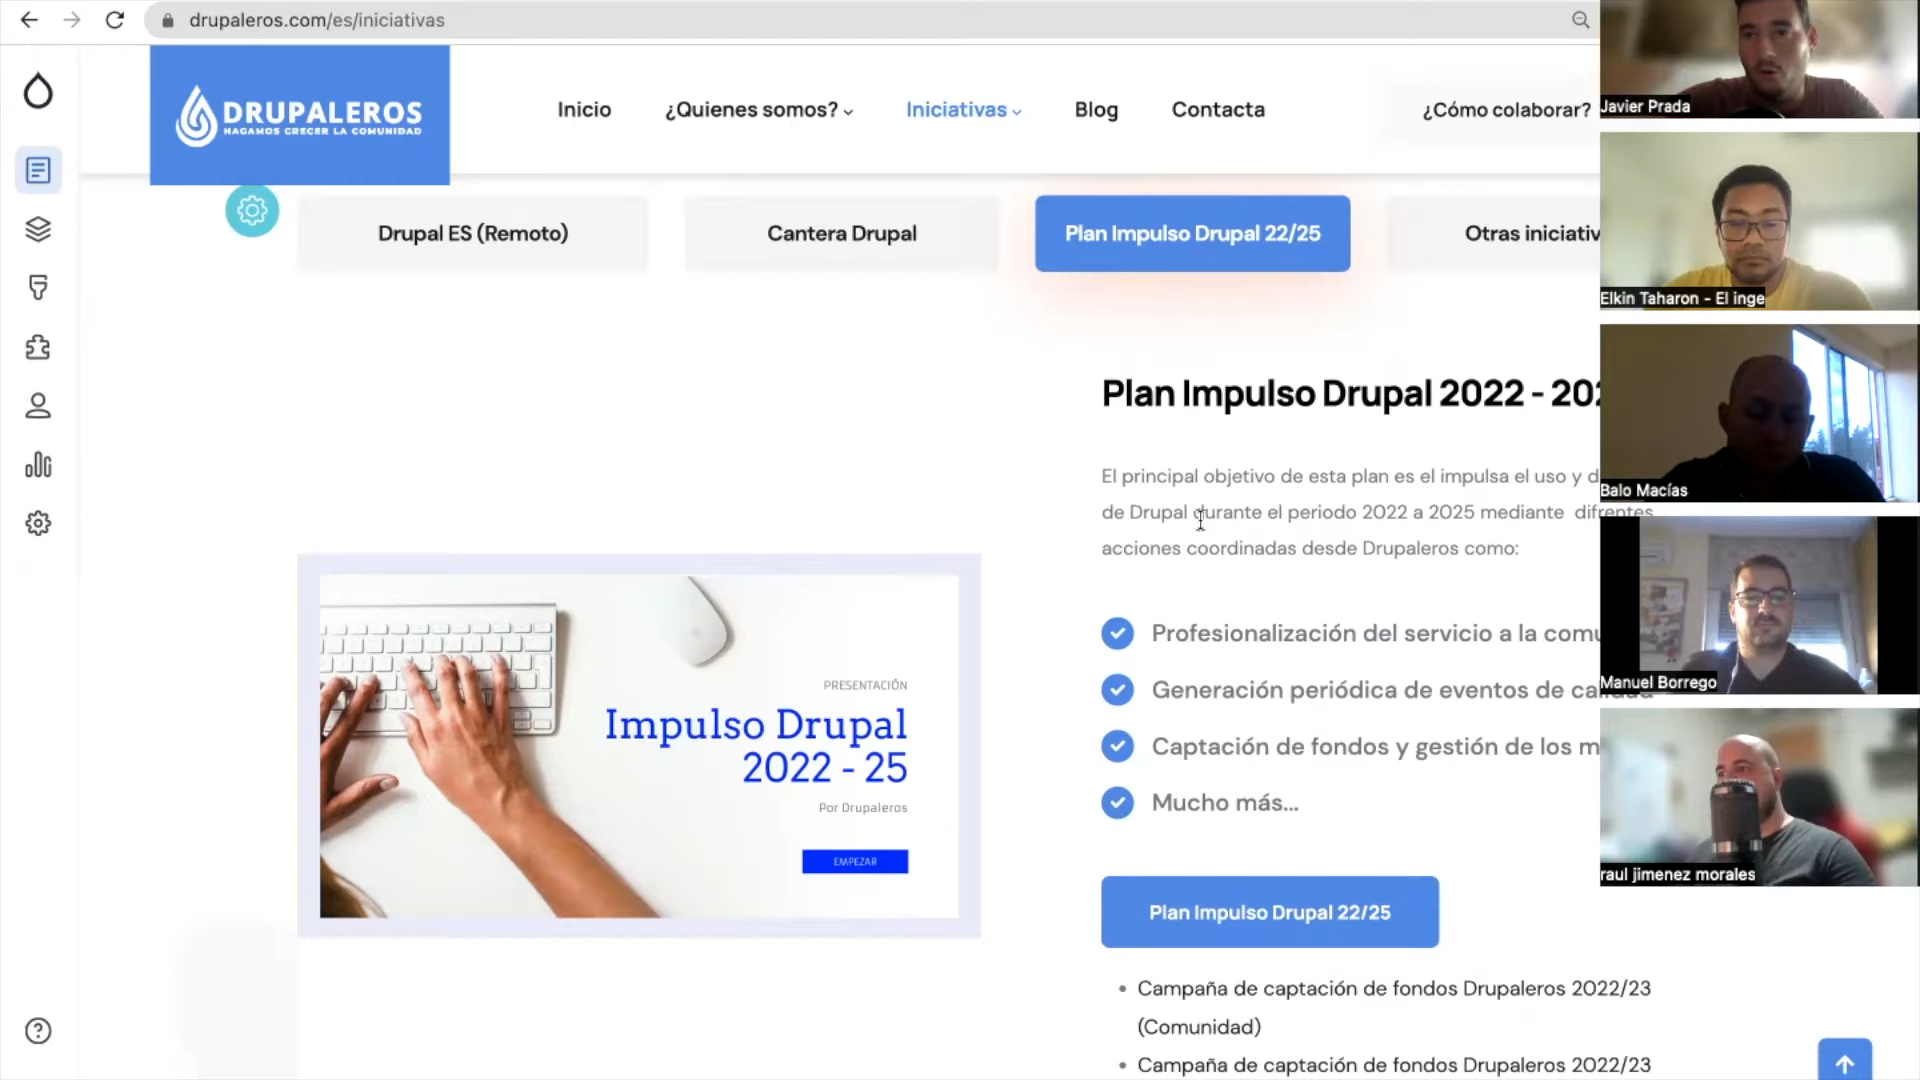 drupaleros.com/es/iniciativas
DRUPALEROS
HAGAMOS CRECER LA COMUNIDAD
Inicio
¿Quienes somos?
Iniciativas
Blog
Contacta
¿Cómo colaborar?
Drupal ES (Remoto)
Cantera Drupal
Plan Impulso Drupal 22/25
Otras iniciativ
Plan Impulso Drupal 2022 - 202
El principal objetivo de esta plan es el impulsa el uso y d
de Drupal durante el periodo 2022 a 2025 mediante difrentes
acciones coordinadas desde Drupaleros como:
Profesionalización del servicio a la comu
Generación periódica de eventos de calidad
Captación de fondos y gestión de los m
Mucho más...
Plan Impulso Drupal 22/25
Campaña de captación de fondos Drupaleros 2022/23
(Comunidad)
Campaña de captación de fondos Drupaleros 2022/23
PRESENTACIÓN
Impulso Drupal
2022 - 25
Por Drupaleros
EMPEZAR
Javier Prada
Elkin Taharon - El inge
Balo Macías
Manuel Borrego
raul jimenez morales